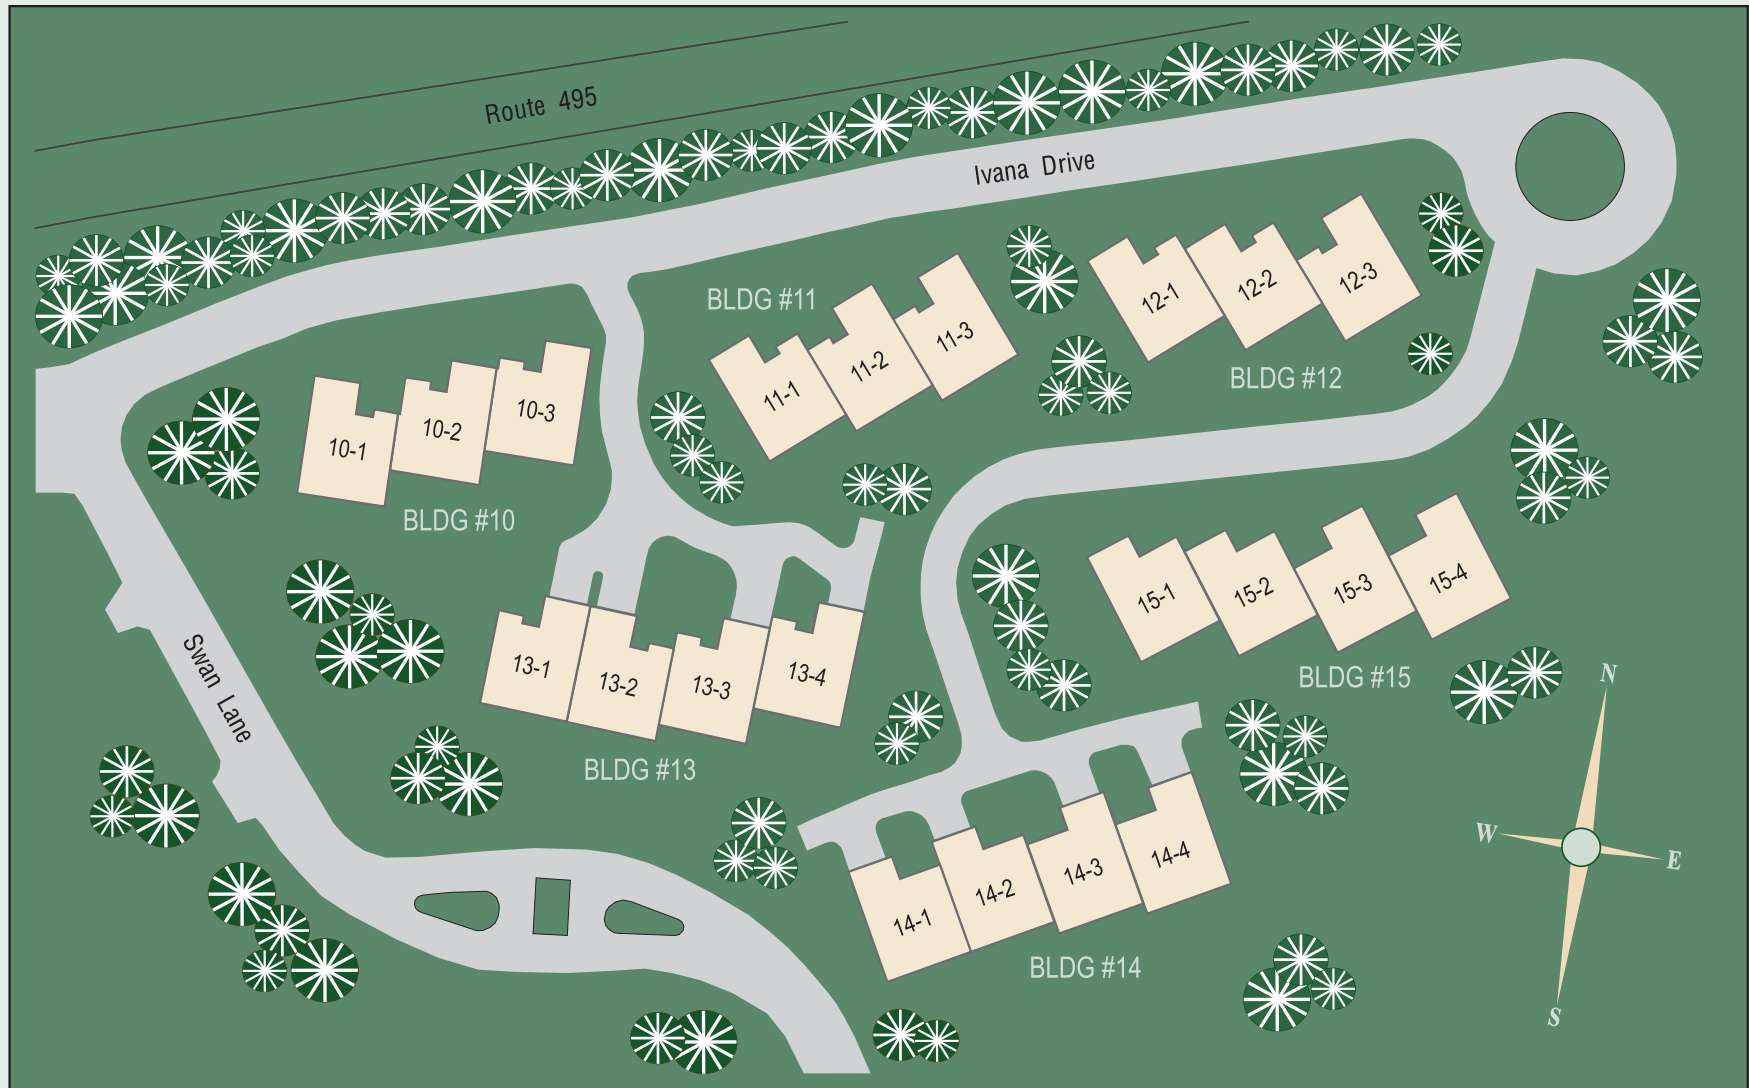 Route 495
Ivana Drive
BLDG #11
11-1
11-2
11-3
12-1
12-2
12-3
BLDG #12
10-1
10-2
10-3
BLDG #10
Swan Lane
13-1
13-2
13-3
13-4
BLDG #13
15-1
15-2
15-3
15-4
BLDG #15
14-1
14-2
14-3
14-4
BLDG #14
N
W
E
S